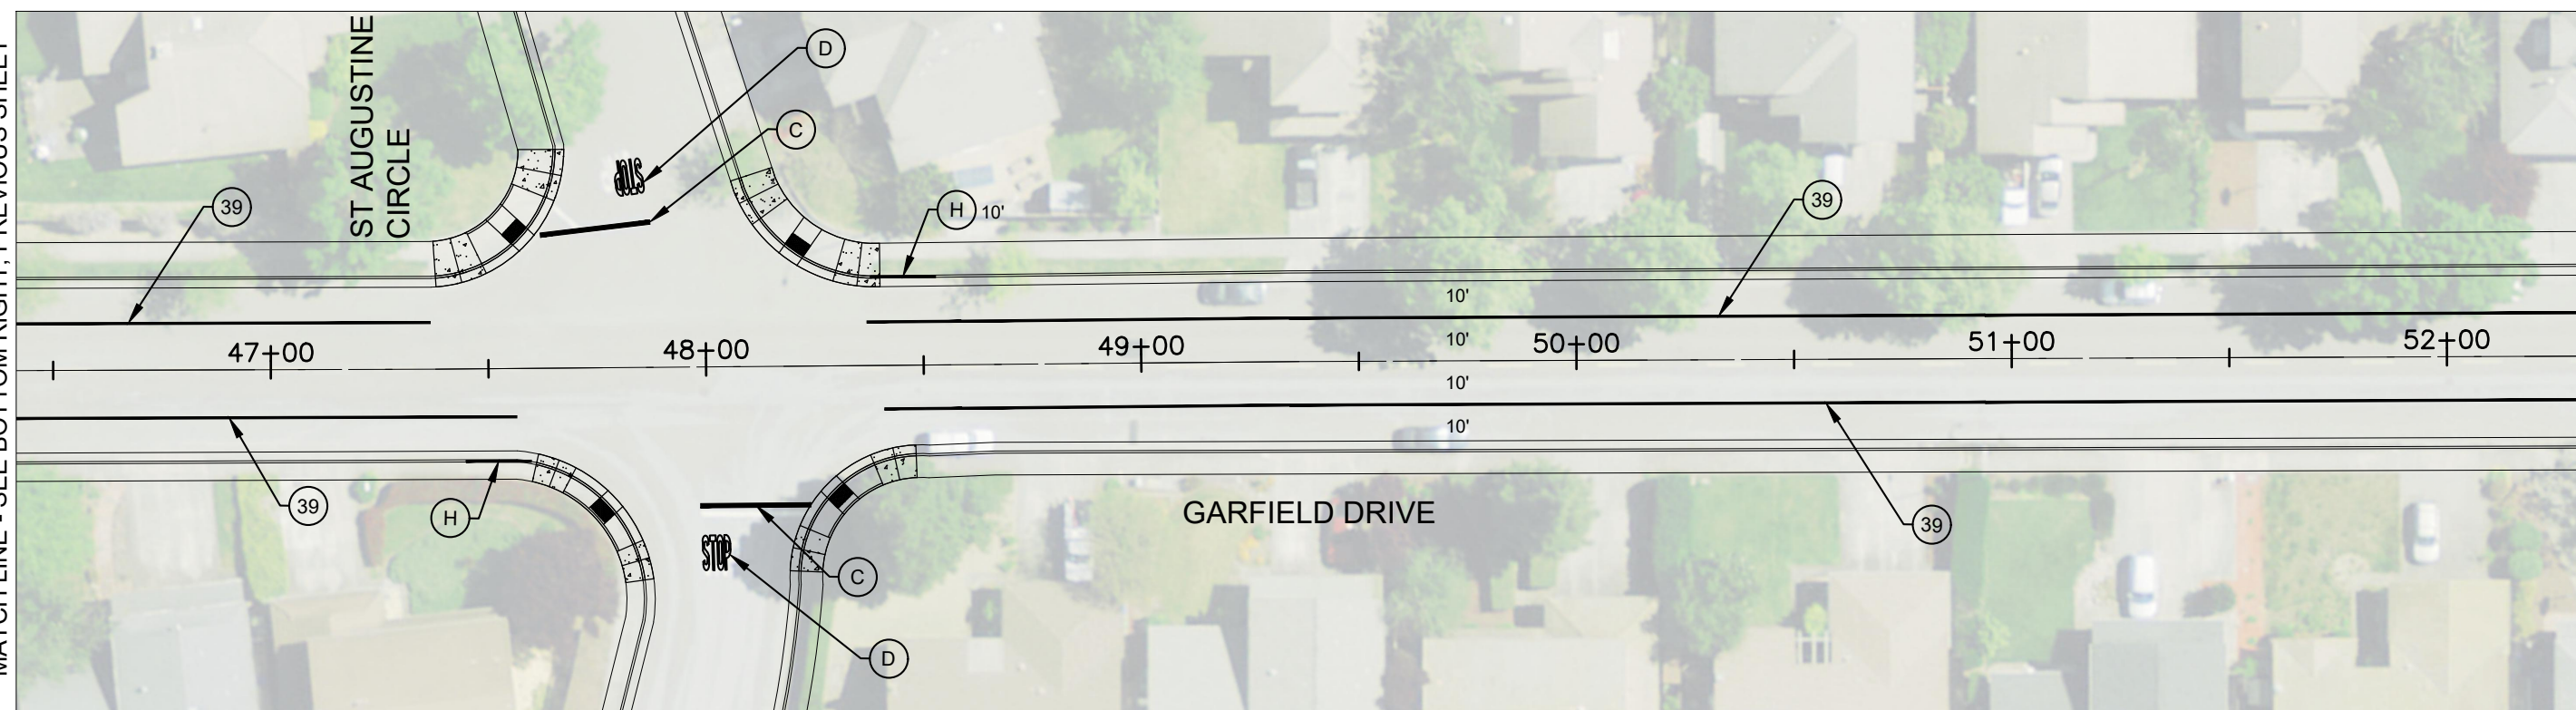 MATCH LINE - SEE BOTTOM RIGHT, PREVIOUS SHEET
ST AUGUSTINE
CIRCLE
D
C
STOP
39
H 10'
39
10'
47+00
48+00
49+00
10'
50+00
51+00
52+00
10'
10'
39
H
GARFIELD DRIVE
39
STOP
C
D